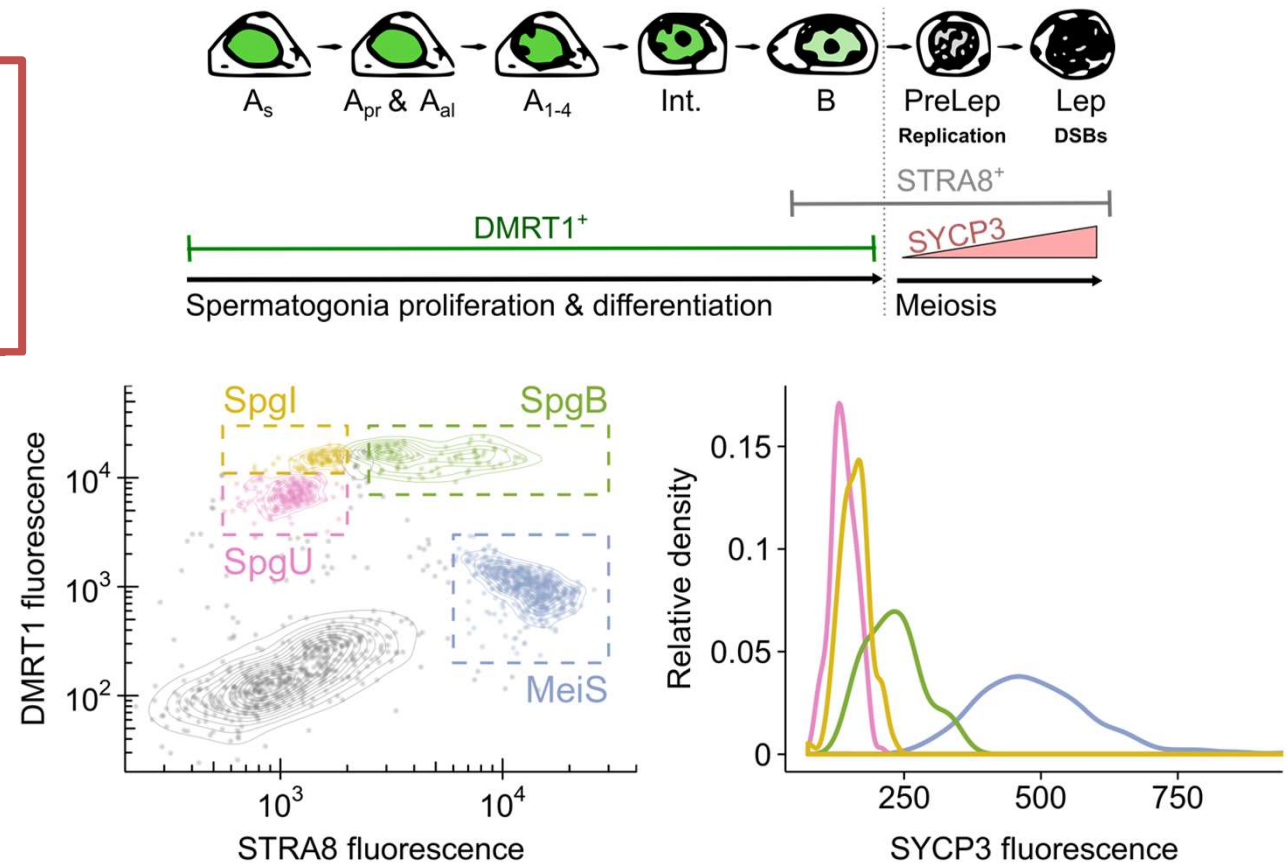 As Apr & Aal A1-4 Int. B PreLep Lep
Replication DSBs
STRA8+
DMRT1+ SYCP3
Spermatogonia proliferation & differentiation Meiosis
SpgI SpgB
SpgU
MeiS
DMRT1 fluorescence
10^4
10^3
10^2
10^3 10^4
STRA8 fluorescence
Relative density
0.15
0.1
0.05
0
250 500 750
SYCP3 fluorescence